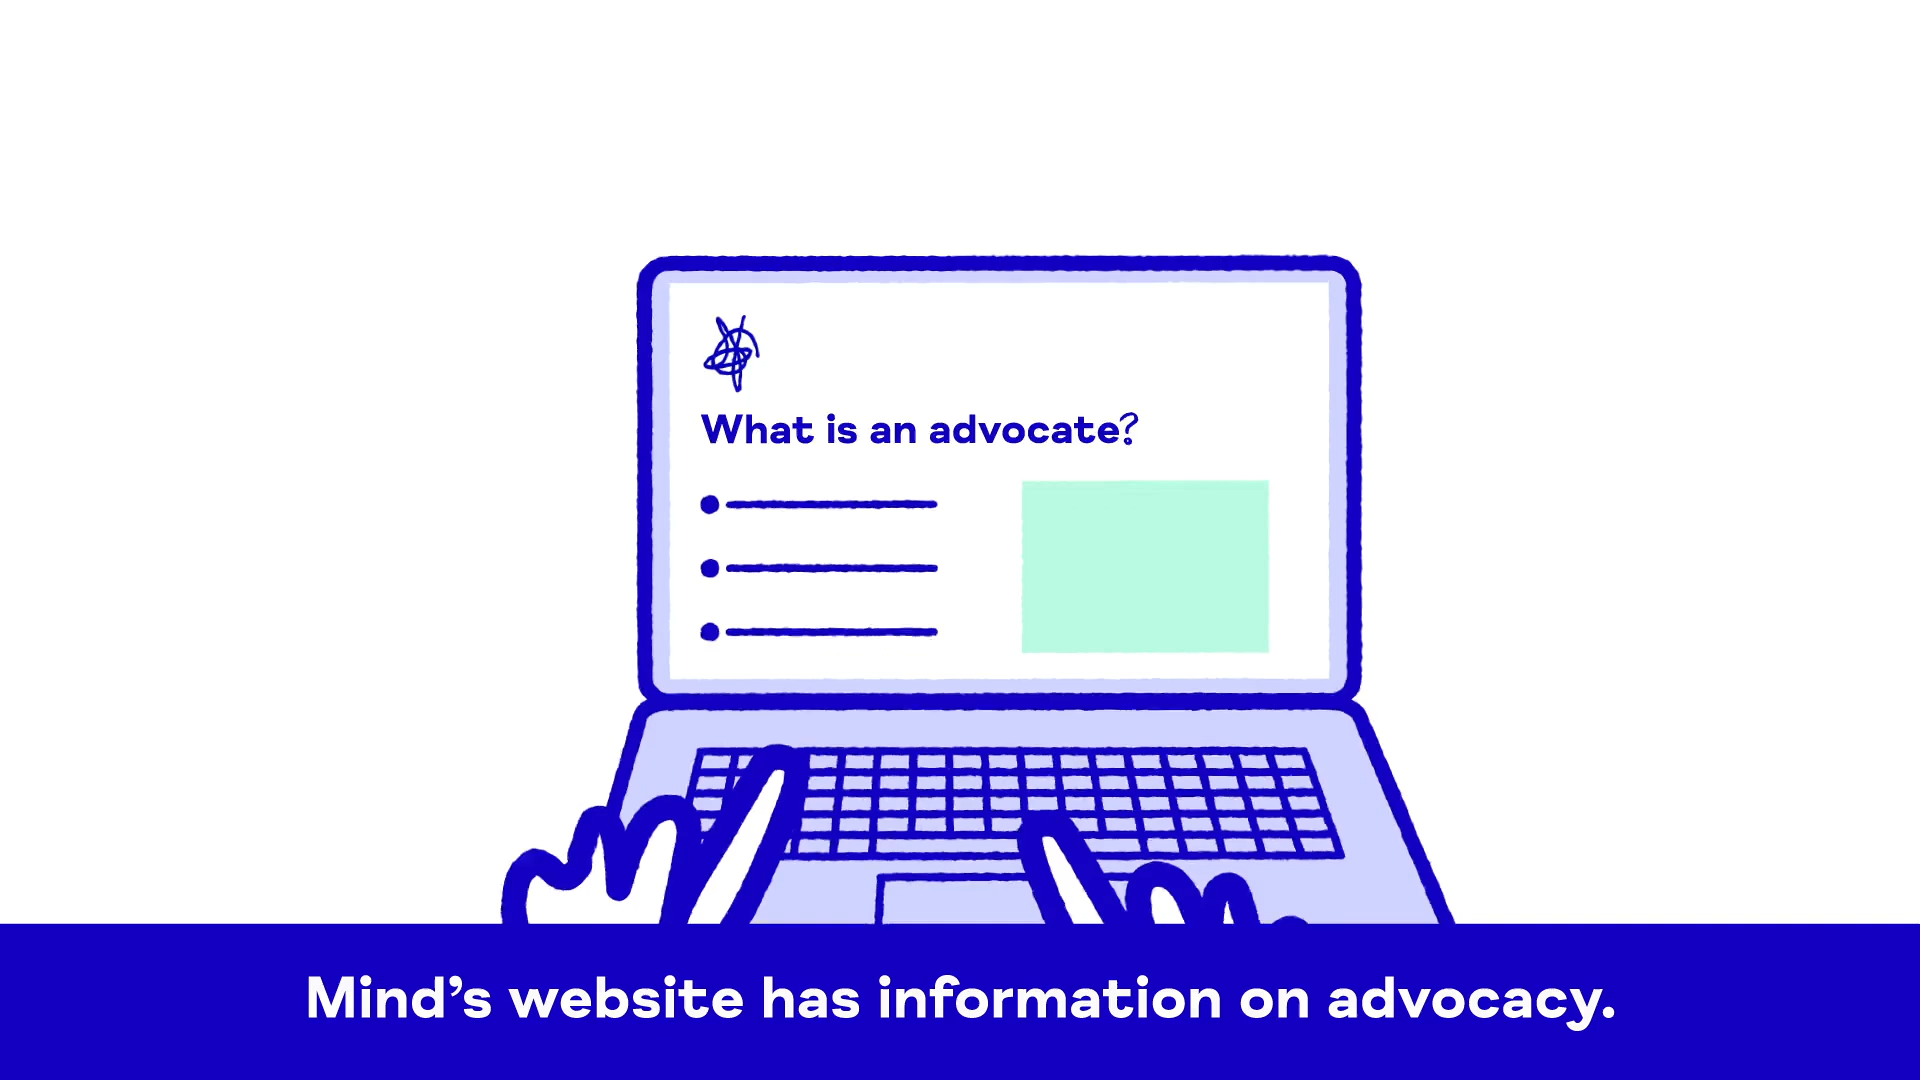 What is an advocate?
Mind’s website has information on advocacy.